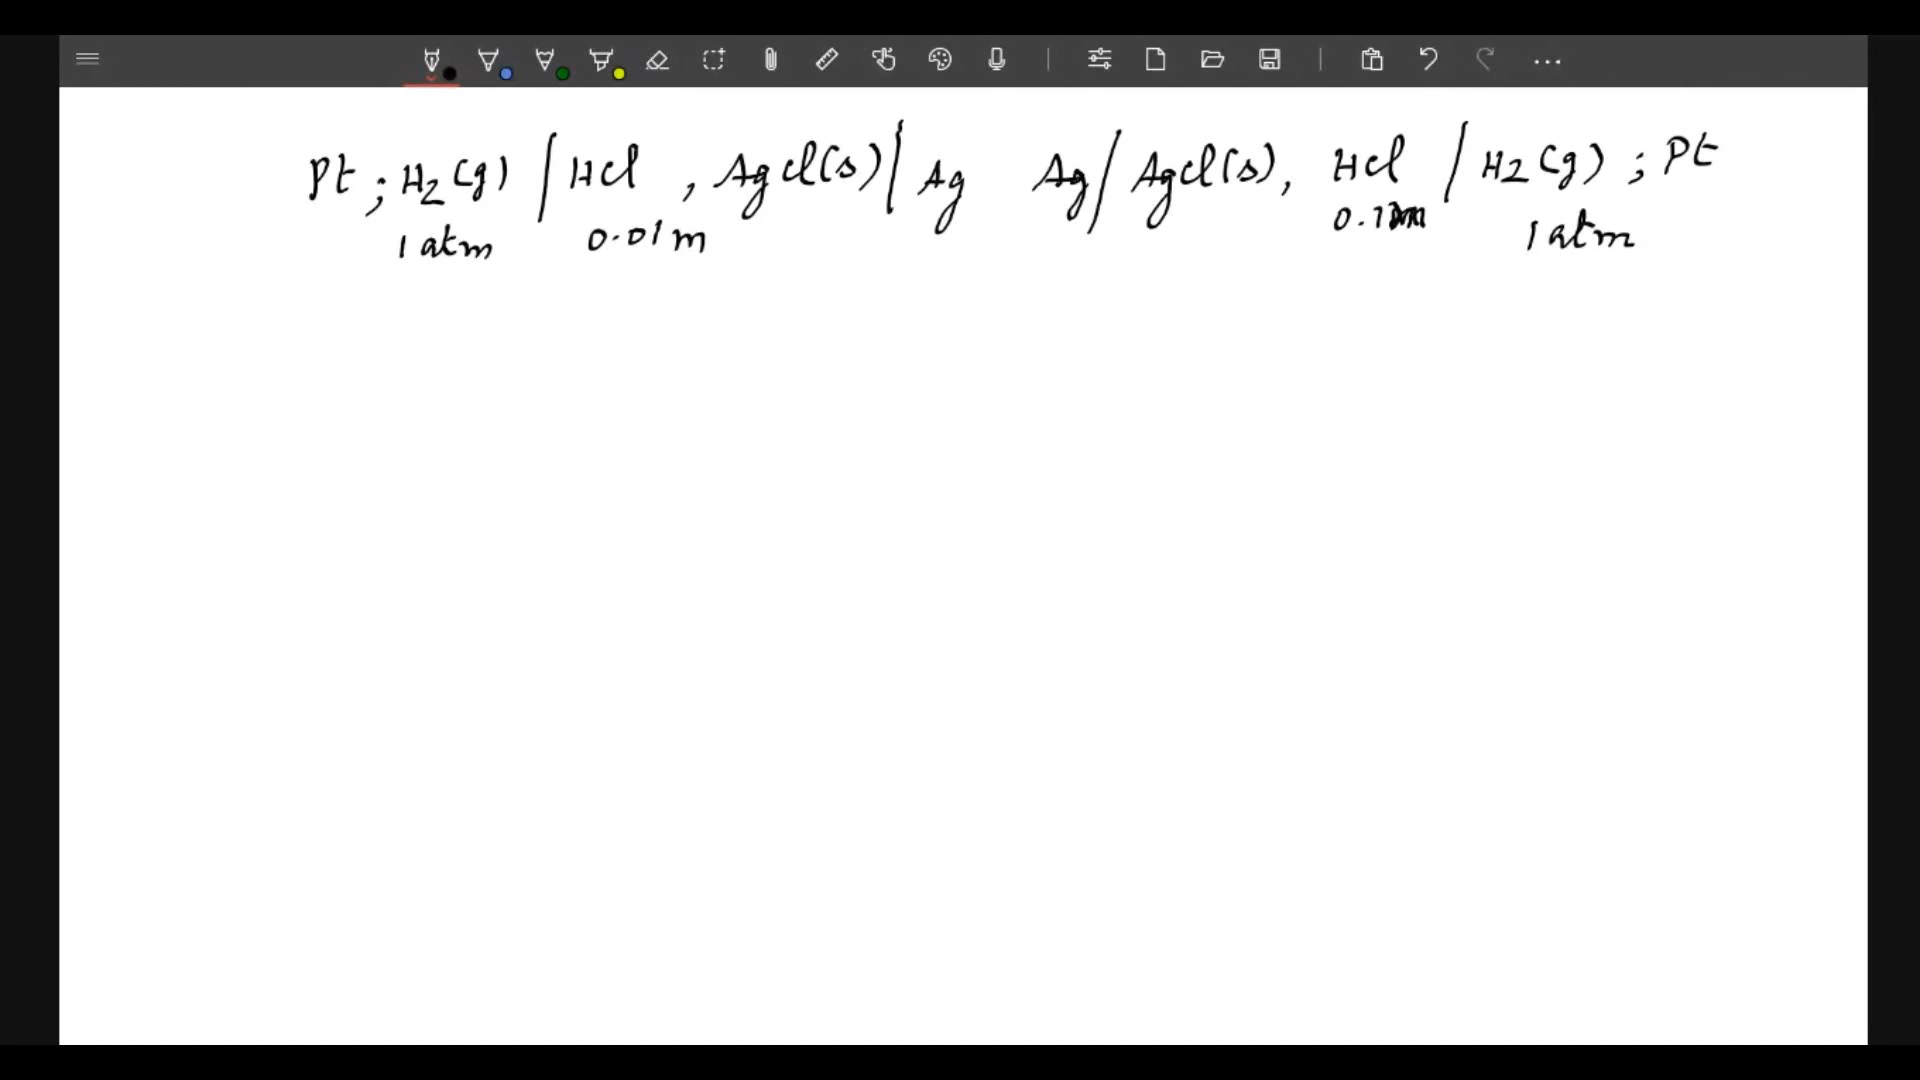 Pt ; H2 (g) / HCl , AgCl(s) / Ag Ag / AgCl(s), HCl / H2 (g) ; Pt
1 atm 0.01 m 1 atm